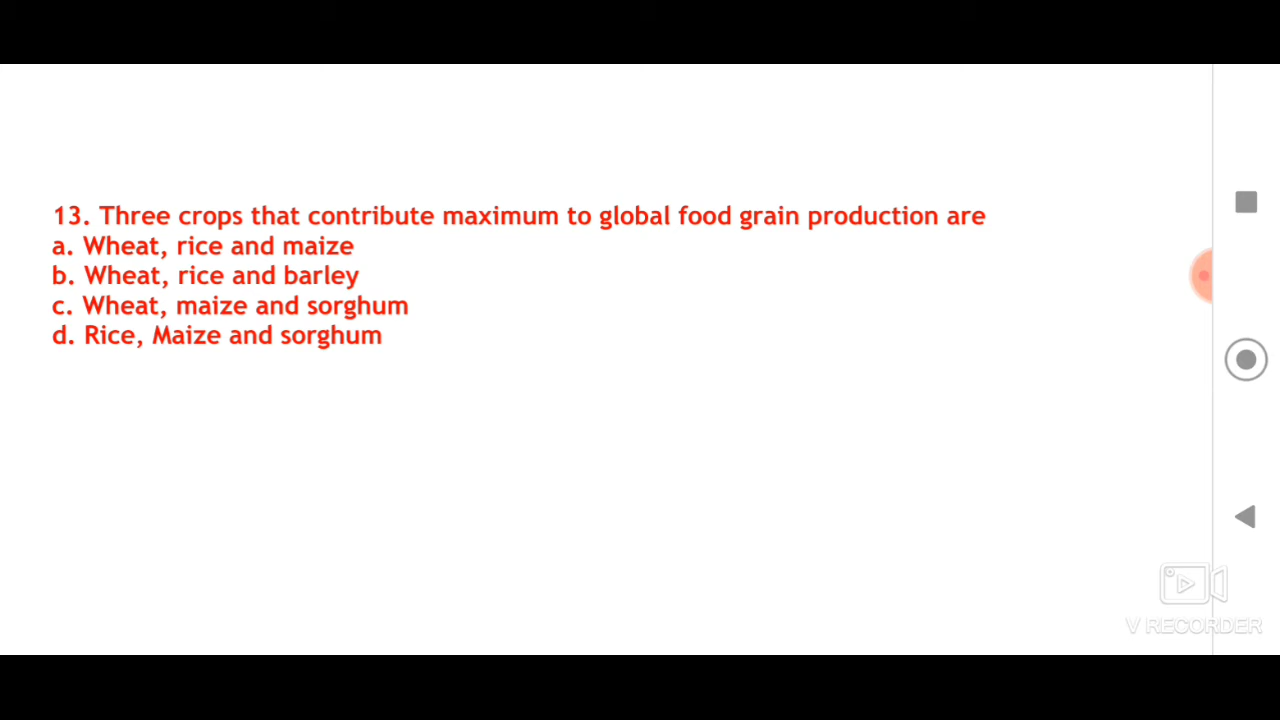 13. Three crops that contribute maximum to global food grain production are
a. Wheat, rice and maize
b. Wheat, rice and barley
c. Wheat, maize and sorghum
d. Rice, Maize and sorghum
V RECORDER